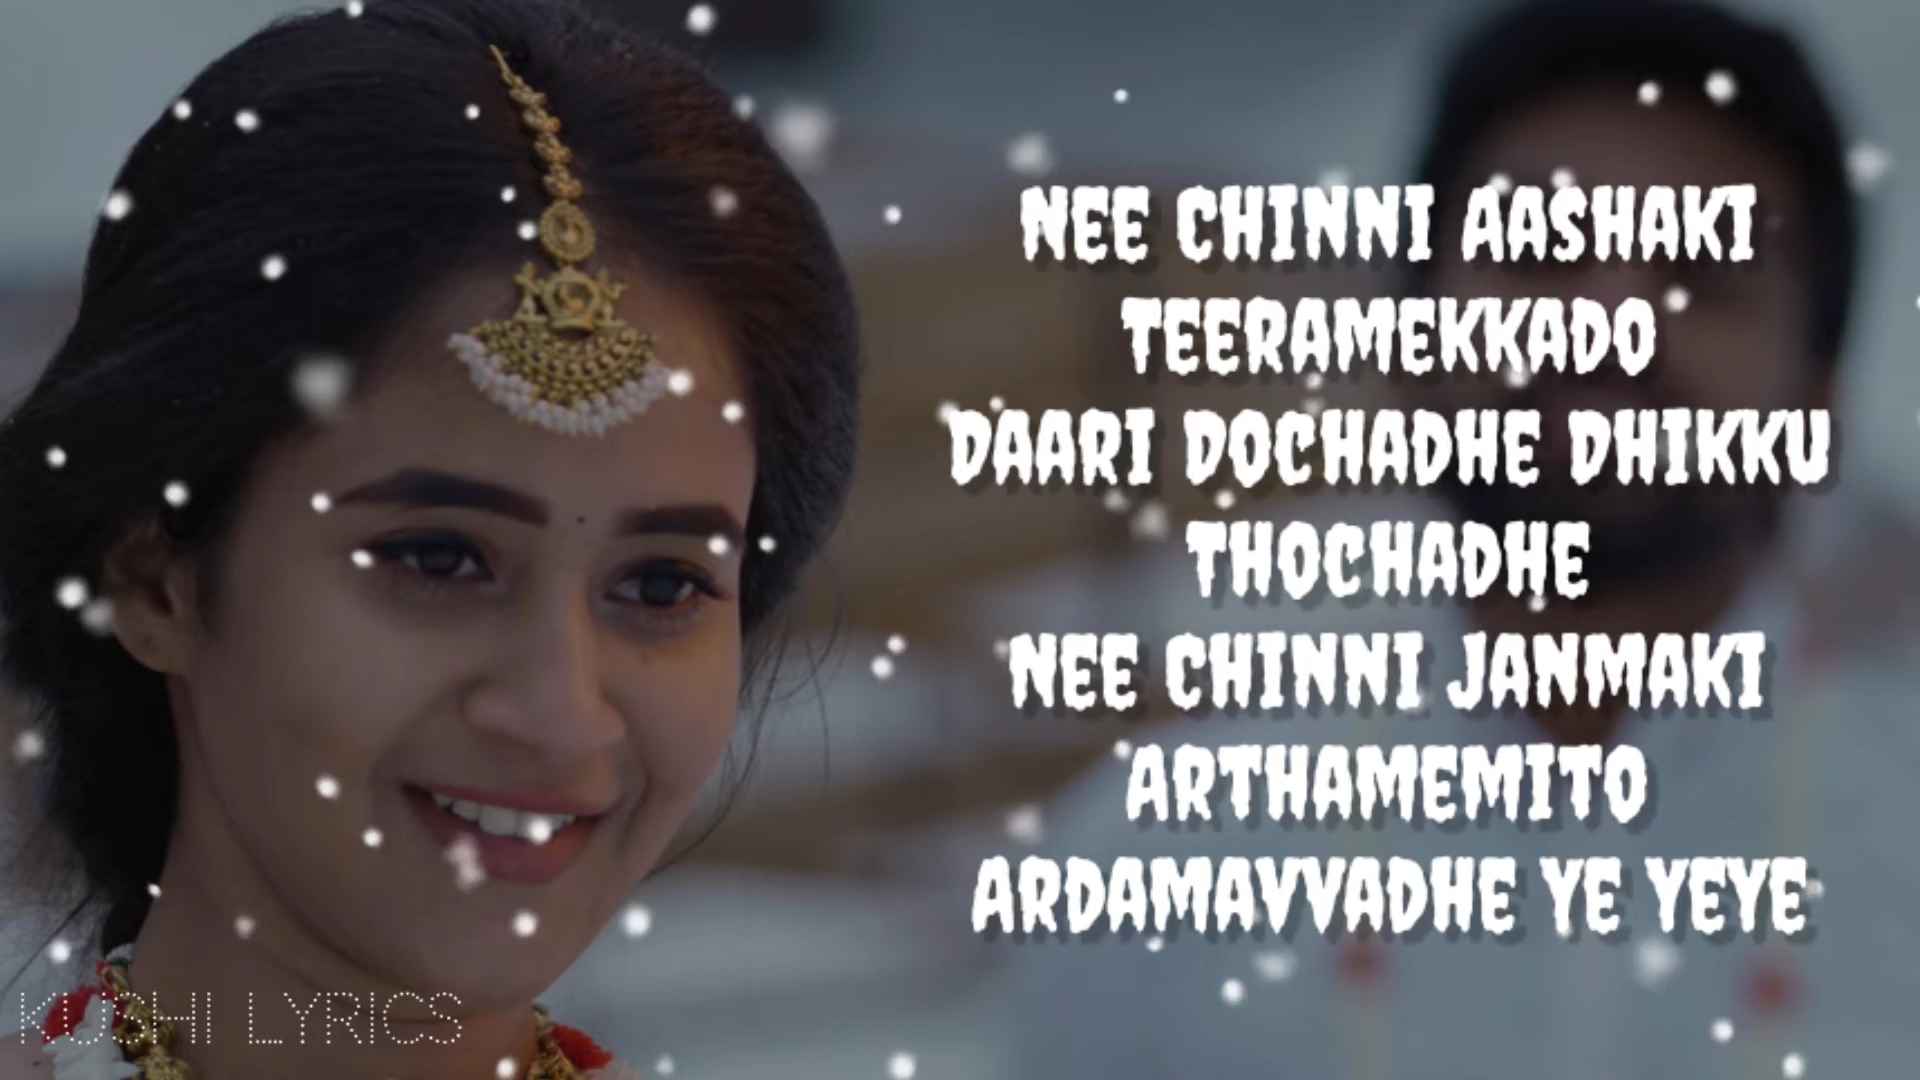 NEE CHINNI AASHAKI
TEERAMEKKADO
DAARI DOCHADHE DHIKKU
THOCHADHE
NEE CHINNI JANMAKI
ARTHAMEMITO
ARDAMAVVADHE YE YEYE
KUSHI LYRICS